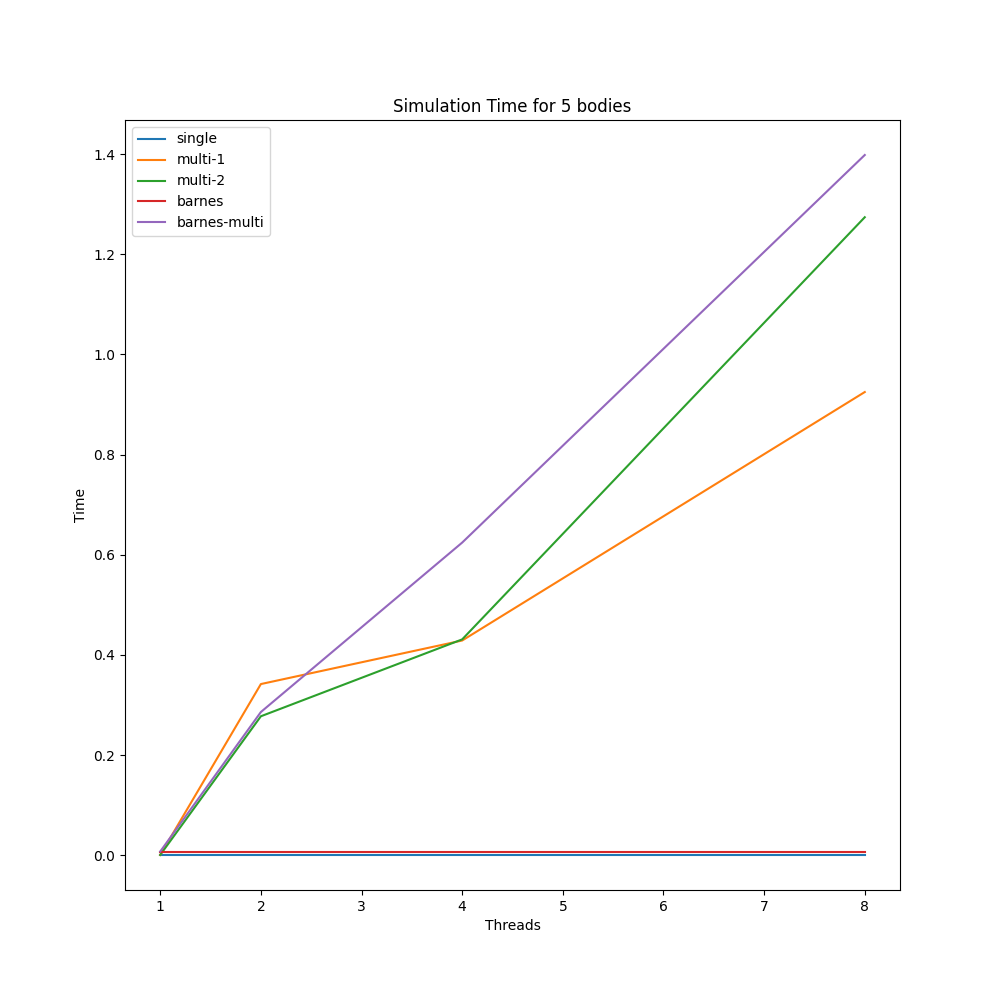 Simulation Time for 5 bodies
single
multi-1
multi-2
barnes
barnes-multi
1.4
1.2
1.0
0.8
0.6
0.4
0.2
0.0
Time
1 2 3 4 5 6 7 8
Threads